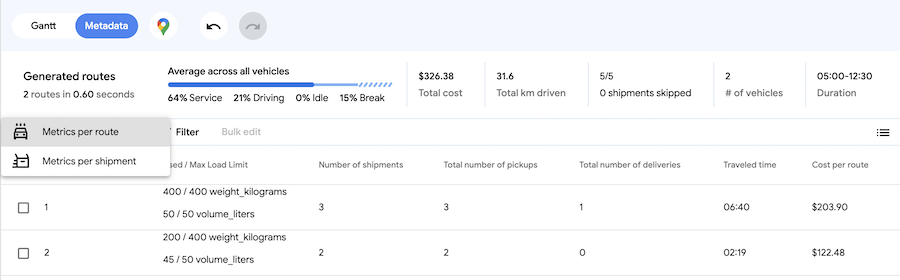 Gantt Metadata
Generated routes
2 routes in 0.60 seconds
Average across all vehicles
64% Service 21% Driving 0% Idle 15% Break
$326.38
Total cost
31.6
Total km driven
5/5
0 shipments skipped
2
# of vehicles
05:00-12:30
Duration
Metrics per route
Metrics per shipment
Filter Bulk edit
sed / Max Load Limit Number of shipments Total number of pickups Total number of deliveries Traveled time Cost per route
400 / 400 weight_kilograms
1 3 3 1 06:40 $203.90
50 / 50 volume_liters
200 / 400 weight_kilograms
2 2 2 0 02:19 $122.48
45 / 50 volume_liters